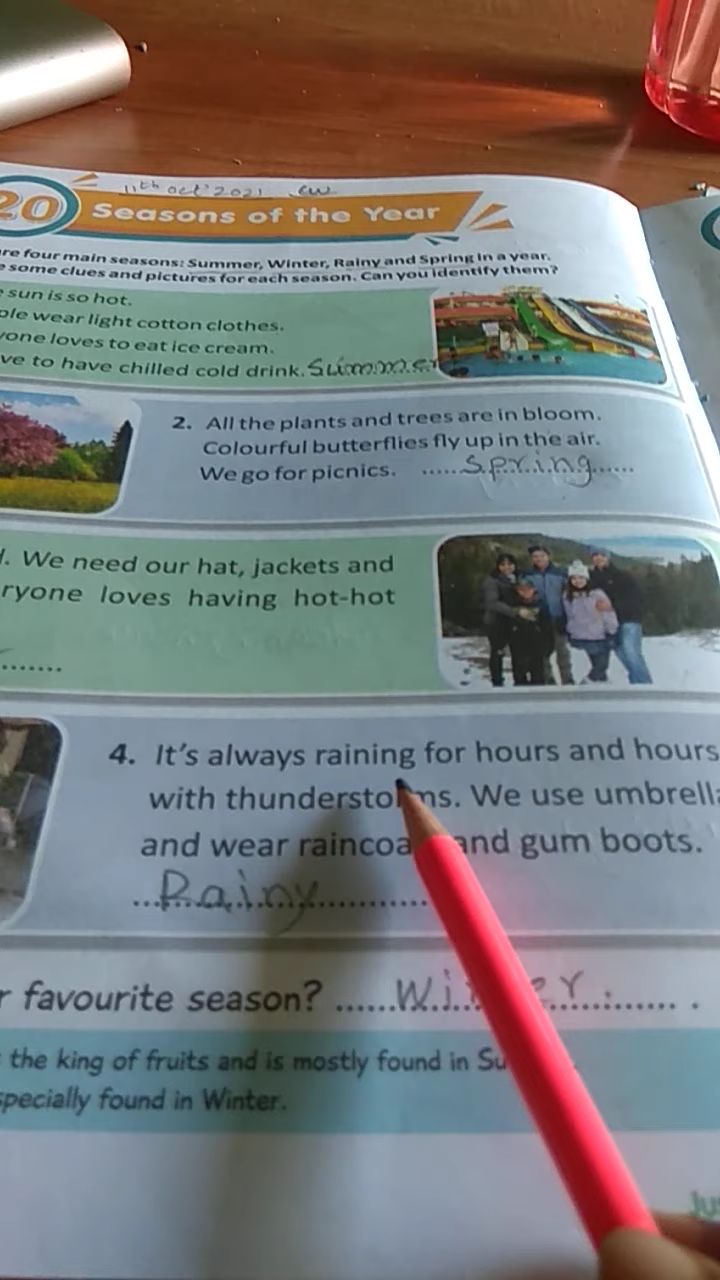 11th Oct' 2021 CW
20 Seasons of the Year
re four main seasons: Summer, Winter, Rainy and Spring in a year.
some clues and pictures for each season. Can you identify them?
sun is so hot.
ple wear light cotton clothes.
yone loves to eat ice cream.
ve to have chilled cold drink. Summer
2. All the plants and trees are in bloom.
Colourful butterflies fly up in the air.
We go for picnics. ......Spring......
. We need our hat, jackets and
ryone loves having hot-hot
.......
4. It's always raining for hours and hours
with thunderstorms. We use umbrella
and wear raincoa and gum boots.
...Rainy...............
r favourite season? ......Winter............
the king of fruits and is mostly found in Su
specially found in Winter.
Ju